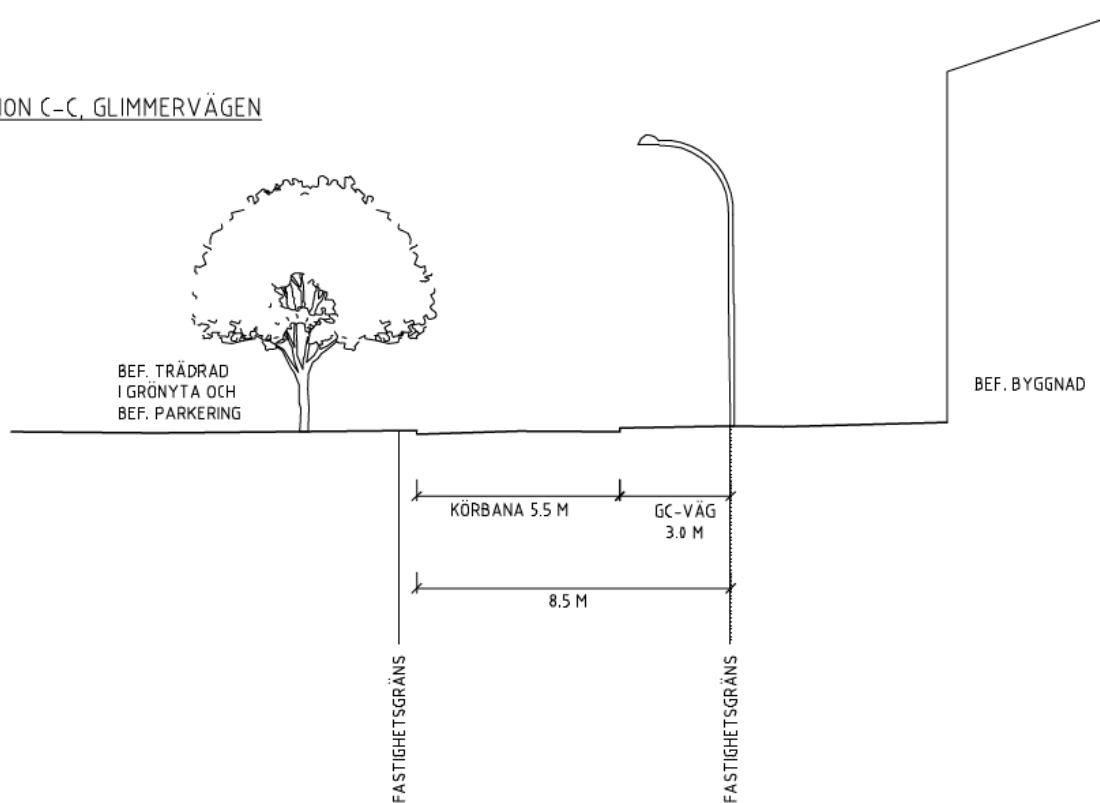 ION C-C, GLIMMERVÄGEN
BEF. TRÄDRAD
I GRÖNYTA OCH
BEF. PARKERING
BEF. BYGGNAD
KÖRBANA 5.5 M
GC-VÄG
3.0 M
8.5 M
FASTIGHETSGRÄNS
FASTIGHETSGRÄNS